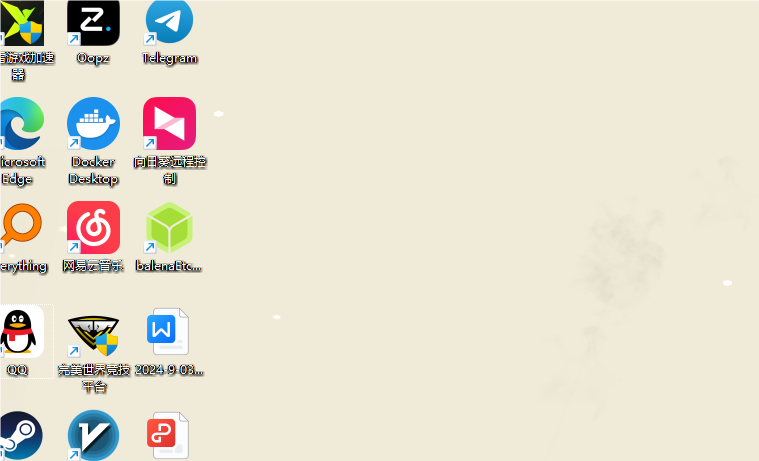 游戏加速
器
Oopz
Telegram
icrosoft
Edge
Docker
Desktop
向日葵远程控
制
erything
网易云音乐
balenaEtc...
QQ
完美世界竞技
平台
2024-9-03...